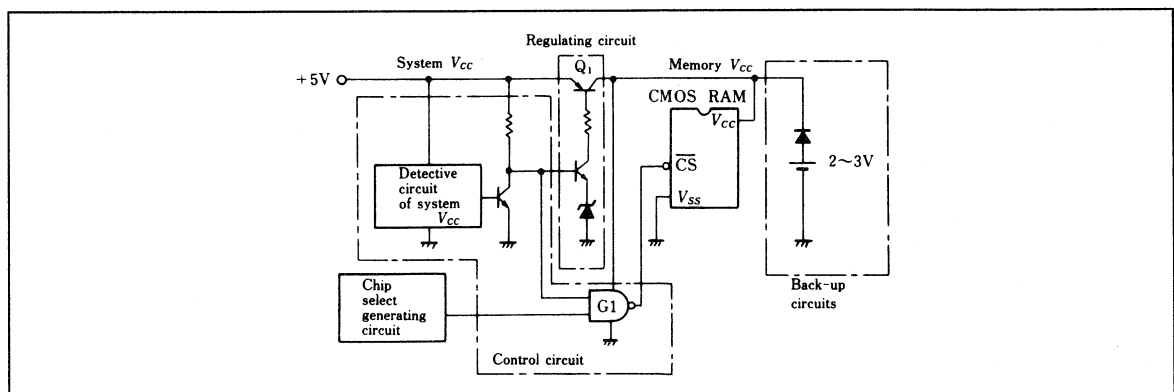 Regulating circuit
System VCC
Q1
Memory VCC
+5V
CMOS RAM
VCC
CS
VSS
2~3V
Detective
circuit
of system
VCC
Back-up
circuits
Chip
select
generating
circuit
G1
Control circuit